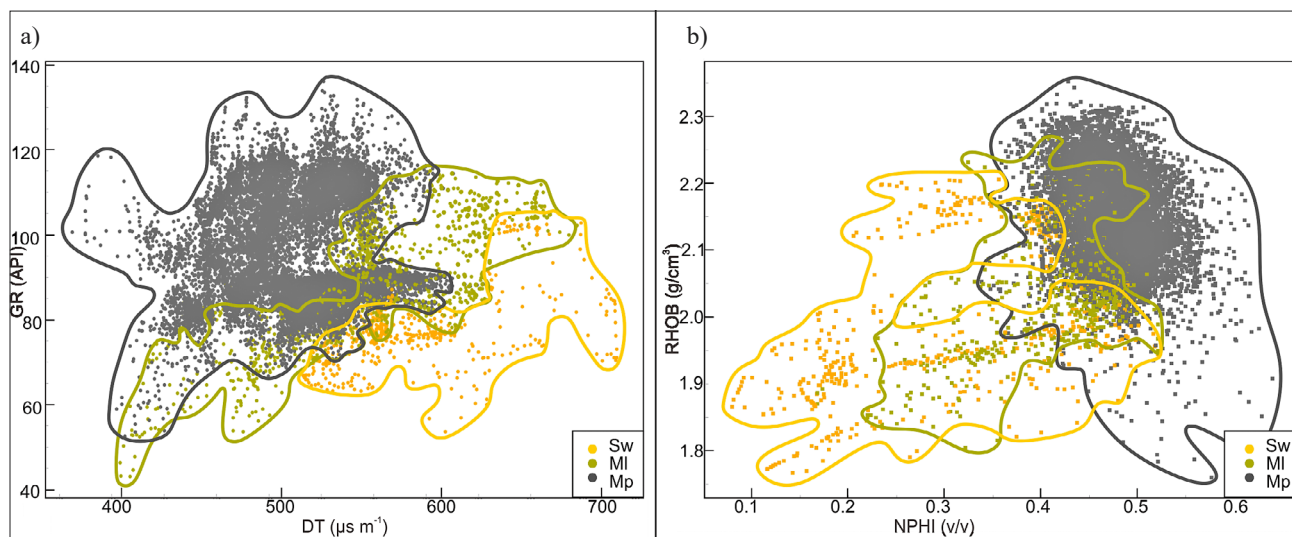 a)
140
120
100
80
60
40
GR (API)
400
500
600
700
DT (µs m⁻¹)
Sw
Ml
Mp
b)
2.3
2.2
2.1
2.0
1.9
1.8
RHOB (g/cm³)
0.1
0.2
0.3
0.4
0.5
0.6
NPHI (v/v)
Sw
Ml
Mp